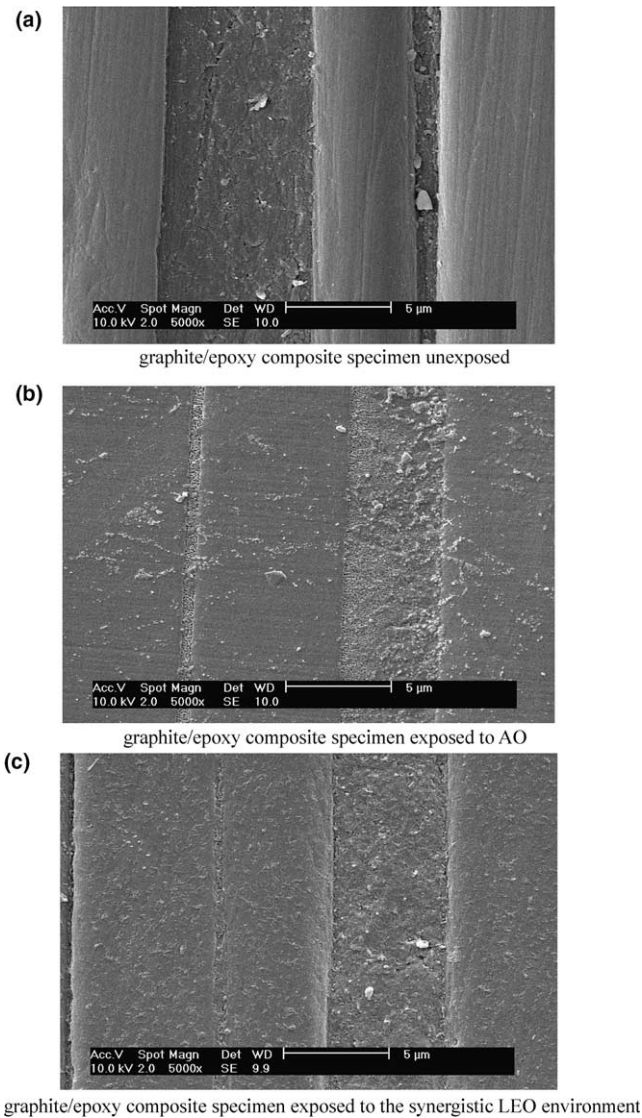 (a)
Acc.V Spot Magn Det WD 5 µm
10.0 kV 2.0 5000x SE 10.0
graphite/epoxy composite specimen unexposed
(b)
Acc.V Spot Magn Det WD 5 µm
10.0 kV 2.0 5000x SE 10.0
graphite/epoxy composite specimen exposed to AO
(c)
Acc.V Spot Magn Det WD 5 µm
10.0 kV 2.0 5000x SE 9.9
graphite/epoxy composite specimen exposed to the synergistic LEO environment